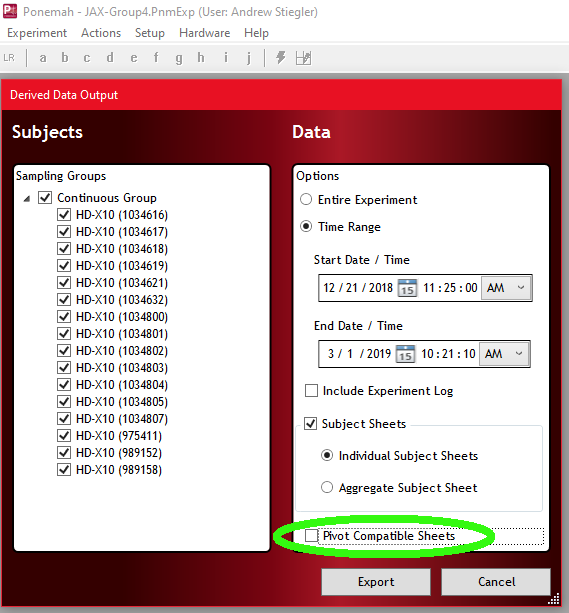 Ponemah - JAX-Group4.PnmExp (User: Andrew Stiegler)
Experiment Actions Setup Hardware Help
LR a b c d e f g h i j
Derived Data Output
Subjects
Sampling Groups
Continuous Group
HD-X10 (1034616)
HD-X10 (1034617)
HD-X10 (1034618)
HD-X10 (1034619)
HD-X10 (1034621)
HD-X10 (1034632)
HD-X10 (1034800)
HD-X10 (1034801)
HD-X10 (1034802)
HD-X10 (1034803)
HD-X10 (1034804)
HD-X10 (1034805)
HD-X10 (1034807)
HD-X10 (975411)
HD-X10 (989152)
HD-X10 (989158)
Data
Options
Entire Experiment
Time Range
Start Date / Time
12 / 21 / 2018 15 11 : 25 : 00 AM
End Date / Time
3 / 1 / 2019 15 10 : 21 : 10 AM
Include Experiment Log
Subject Sheets
Individual Subject Sheets
Aggregate Subject Sheet
Pivot Compatible Sheets
Export Cancel